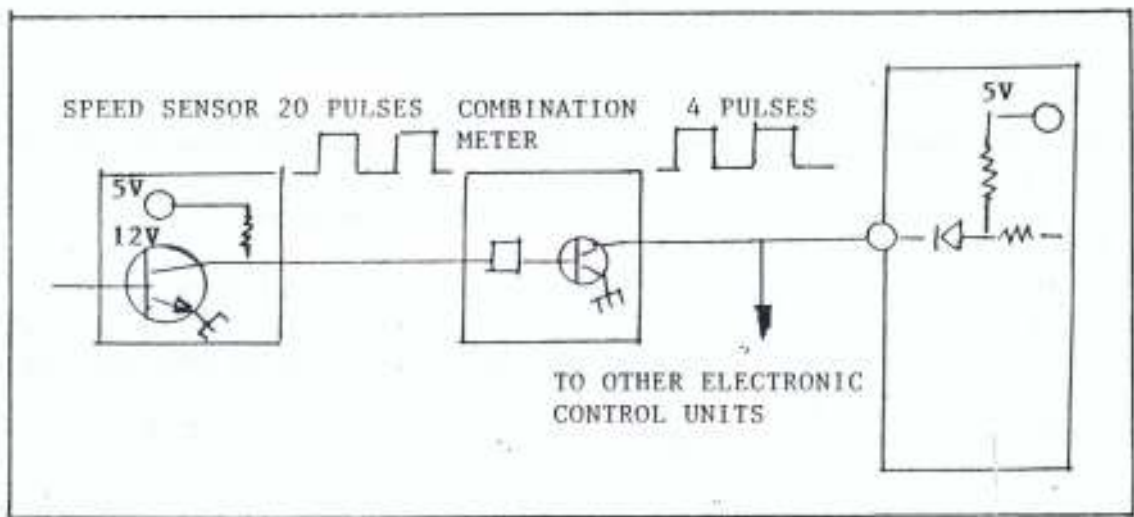 SPEED SENSOR 20 PULSES
COMBINATION
METER
4 PULSES
5V
5V
12V
TO OTHER ELECTRONIC
CONTROL UNITS